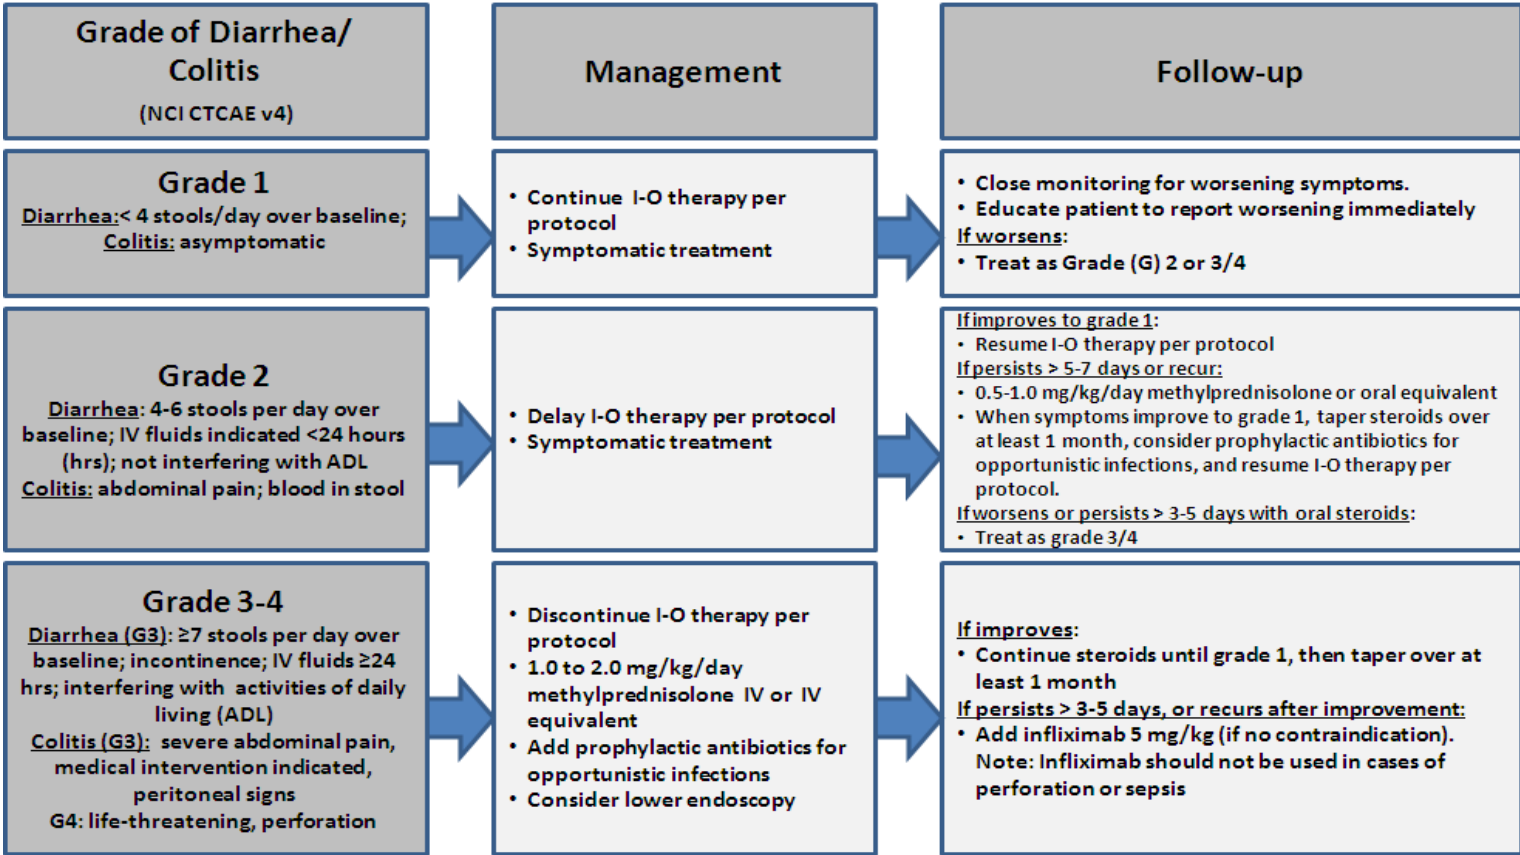 Grade of Diarrhea/
Colitis
(NCI CTCAE v4)
Management
Follow-up
Grade 1
Diarrhea:< 4 stools/day over baseline;
Colitis: asymptomatic
• Continue I-O therapy per
protocol
• Symptomatic treatment
• Close monitoring for worsening symptoms.
• Educate patient to report worsening immediately
If worsens:
• Treat as Grade (G) 2 or 3/4
Grade 2
Diarrhea: 4-6 stools per day over
baseline; IV fluids indicated <24 hours
(hrs); not interfering with ADL
Colitis: abdominal pain; blood in stool
• Delay I-O therapy per protocol
• Symptomatic treatment
If improves to grade 1:
• Resume I-O therapy per protocol
If persists > 5-7 days or recur:
• 0.5-1.0 mg/kg/day methylprednisolone or oral equivalent
• When symptoms improve to grade 1, taper steroids over
at least 1 month, consider prophylactic antibiotics for
opportunistic infections, and resume I-O therapy per
protocol.
If worsens or persists > 3-5 days with oral steroids:
• Treat as grade 3/4
Grade 3-4
Diarrhea (G3): ≥7 stools per day over
baseline; incontinence; IV fluids ≥24
hrs; interfering with activities of daily
living (ADL)
Colitis (G3): severe abdominal pain,
medical intervention indicated,
peritoneal signs
G4: life-threatening, perforation
• Discontinue I-O therapy per
protocol
• 1.0 to 2.0 mg/kg/day
methylprednisolone IV or IV
equivalent
• Add prophylactic antibiotics for
opportunistic infections
• Consider lower endoscopy
If improves:
• Continue steroids until grade 1, then taper over at
least 1 month
If persists > 3-5 days, or recurs after improvement:
• Add infliximab 5 mg/kg (if no contraindication).
Note: Infliximab should not be used in cases of
perforation or sepsis